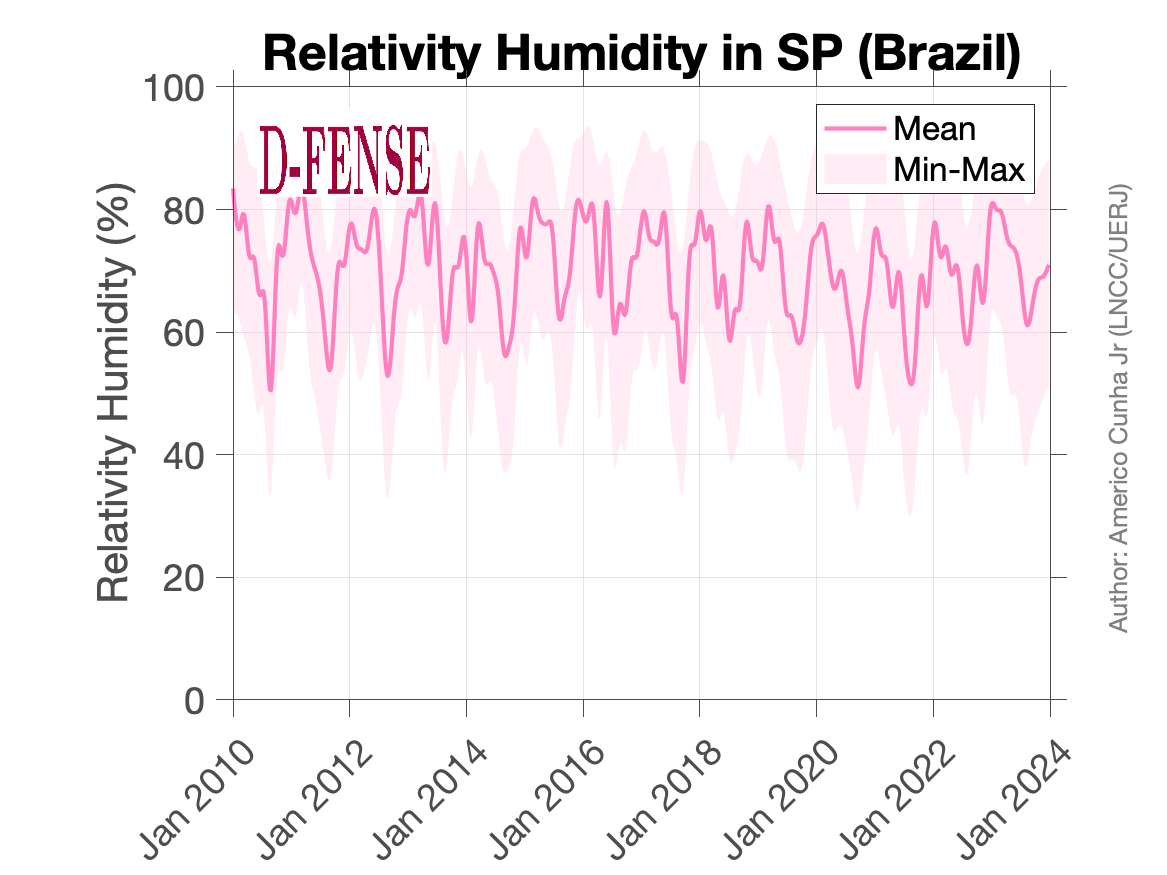 Relativity Humidity in SP (Brazil)
D-FENSE
Mean
Min-Max
Relativity Humidity (%)
100
80
60
40
20
0
Jan 2010
Jan 2012
Jan 2014
Jan 2016
Jan 2018
Jan 2020
Jan 2022
Jan 2024
Author: Americo Cunha Jr (LNCC/UERJ)